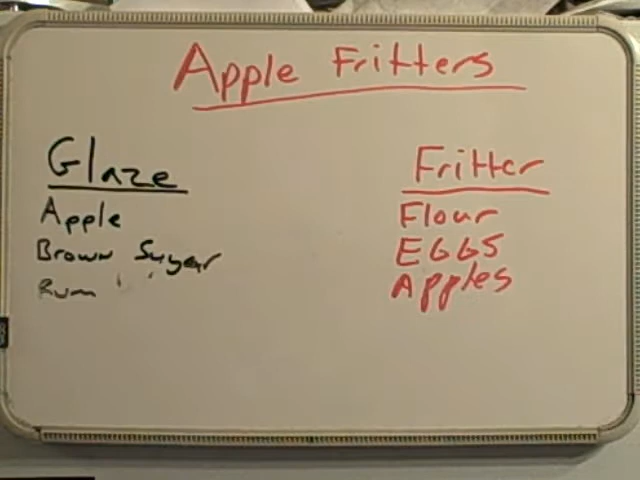 Apple Fritters
Glaze
Apple
Brown Sugar
Rum
Fritter
Flour
EGGS
Apples